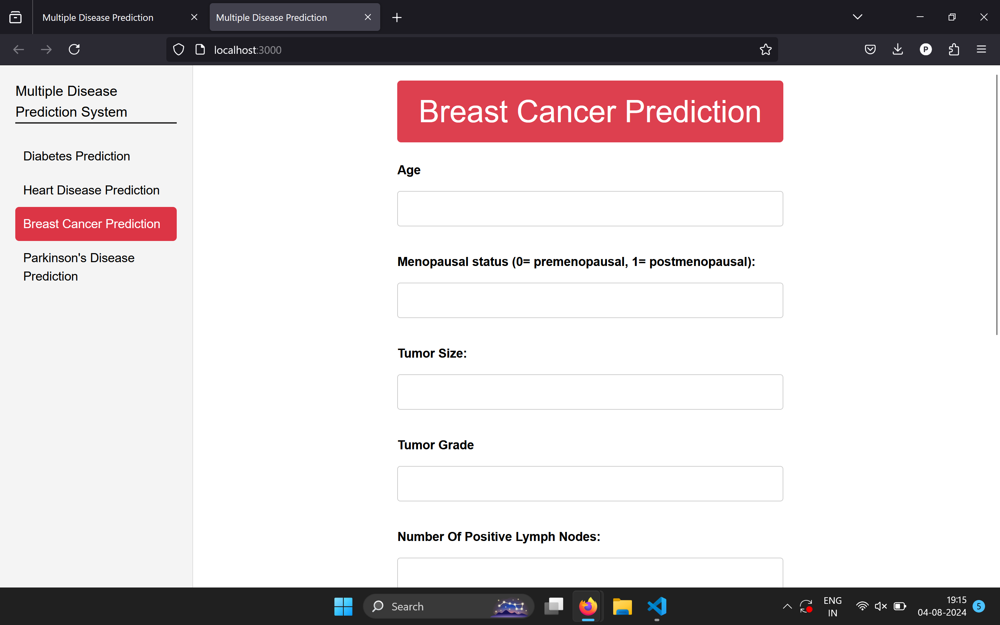 Multiple Disease Prediction
Multiple Disease Prediction
localhost:3000
P
Multiple Disease
Prediction System
Diabetes Prediction
Heart Disease Prediction
Breast Cancer Prediction
Parkinson's Disease
Prediction
Breast Cancer Prediction
Age
Menopausal status (0= premenopausal, 1= postmenopausal):
Tumor Size:
Tumor Grade
Number Of Positive Lymph Nodes:
Search
ENG
IN
19:15
04-08-2024
5